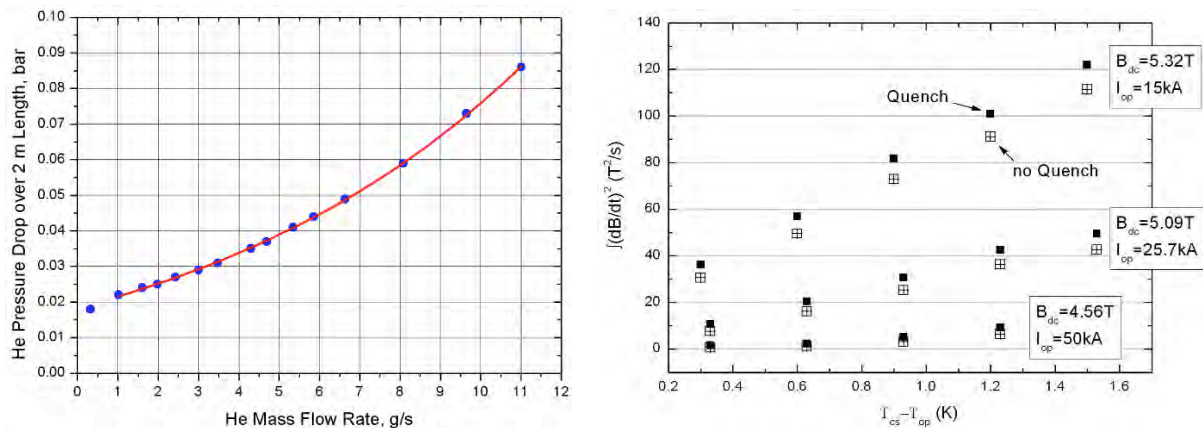 He Pressure Drop over 2 m Length, bar
0.10
0.09
0.08
0.07
0.06
0.05
0.04
0.03
0.02
0.01
0.00
0 1 2 3 4 5 6 7 8 9 10 11 12
He Mass Flow Rate, g/s
∫(dB/dt)² (T²/s)
140
120
100
80
60
40
20
0
0.2 0.4 0.6 0.8 1.0 1.2 1.4 1.6
T_cs–T_op (K)
Quench
no Quench
B_dc=5.32T
I_op=15kA
B_dc=5.09T
I_op=25.7kA
B_dc=4.56T
I_op=50kA